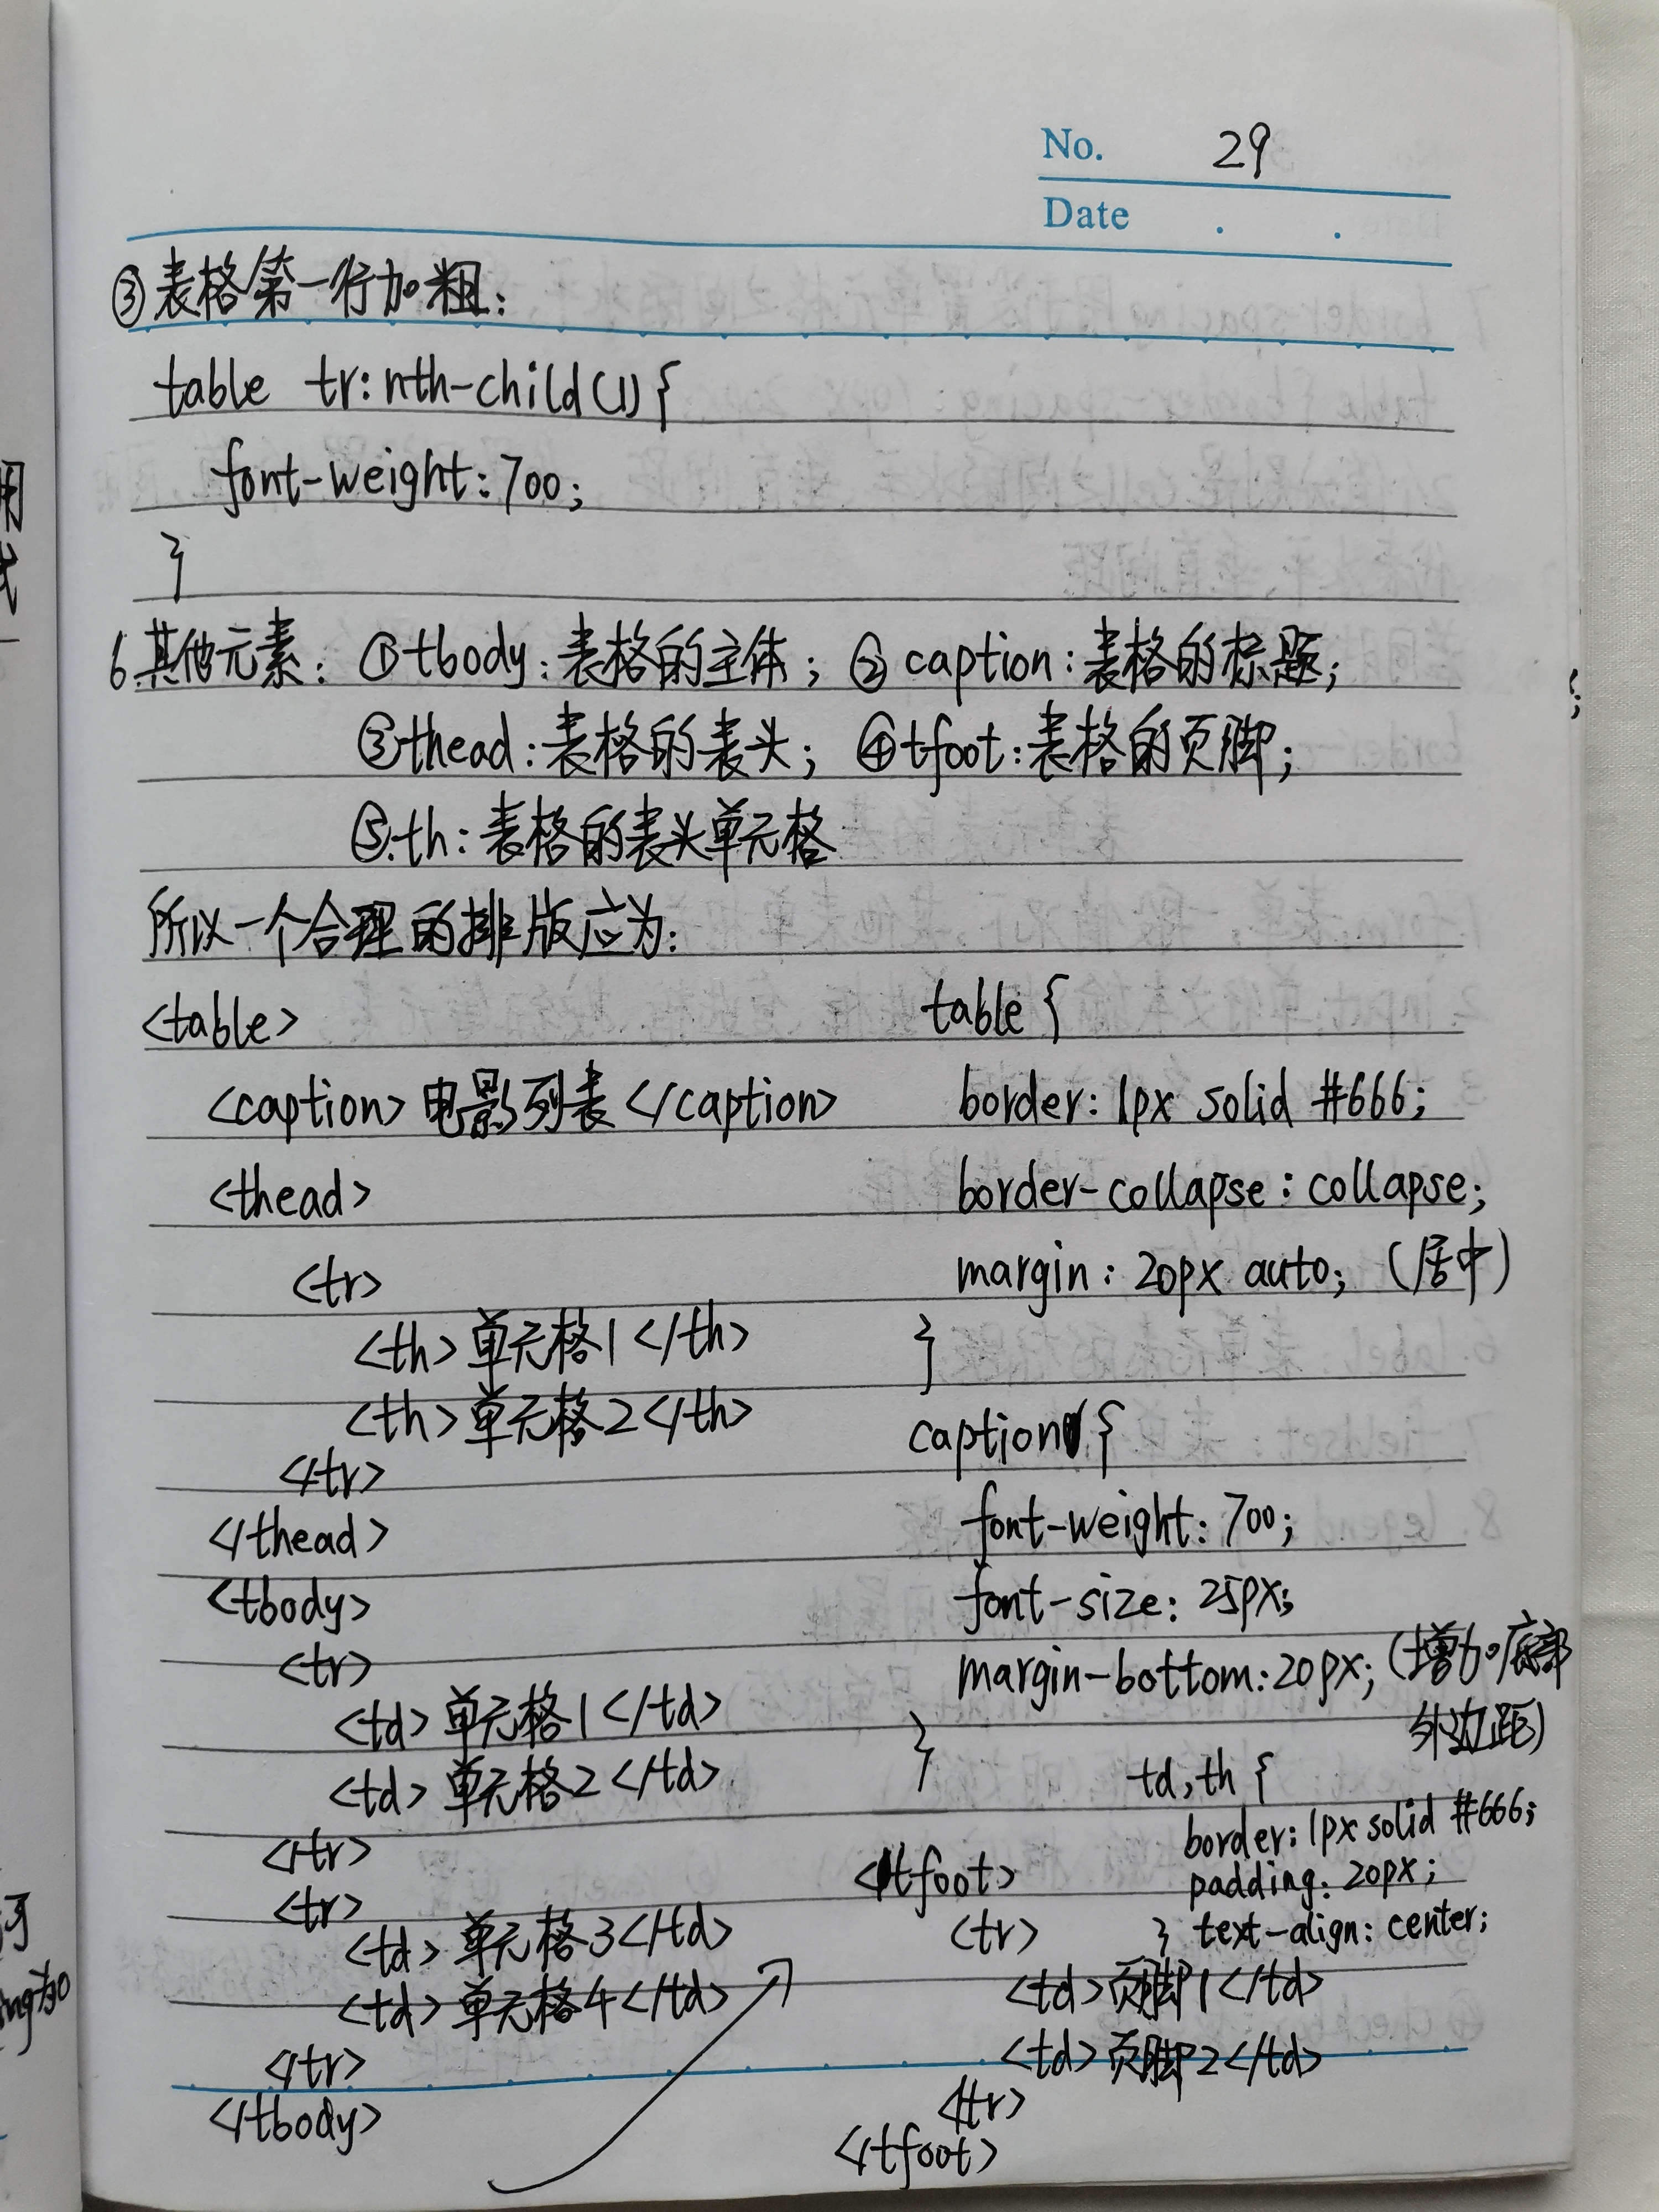 No. 29
Date . .
③表格第一行加粗:
table tr:nth-child(1){
font-weight:700;
}
6.其他元素: ①tbody:表格的主体; ②caption:表格的标题;
③thead:表格的表头; ④tfoot:表格的页脚;
⑤th:表格的表头单元格
所以一个合理的排版应为:
<table>
<caption>电影列表</caption>
<thead>
<tr>
<th>单元格1</th>
<th>单元格2</th>
</tr>
</thead>
<tbody>
<tr>
<td>单元格1</td>
<td>单元格2</td>
</tr>
<tr>
<td>单元格3</td>
<td>单元格4</td>
</tr>
</tbody>
<tfoot>
<tr>
<td>页脚1</td>
<td>页脚2</td>
</tr>
</tfoot>
table {
border: 1px solid #666;
border-collapse: collapse;
margin: 20px auto; (居中)
}
caption {
font-weight: 700;
font-size: 25px;
margin-bottom: 20px; (增加底部
外边距)
}
td,th {
border: 1px solid #666;
padding: 20px;
} text-align: center;